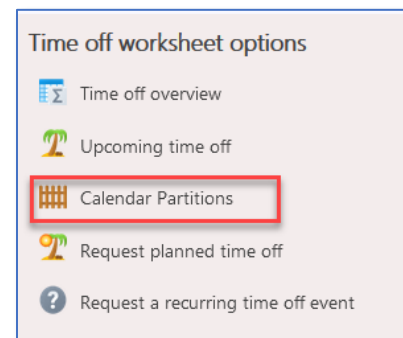 Time off worksheet options
Time off overview
Upcoming time off
Calendar Partitions
Request planned time off
Request a recurring time off event